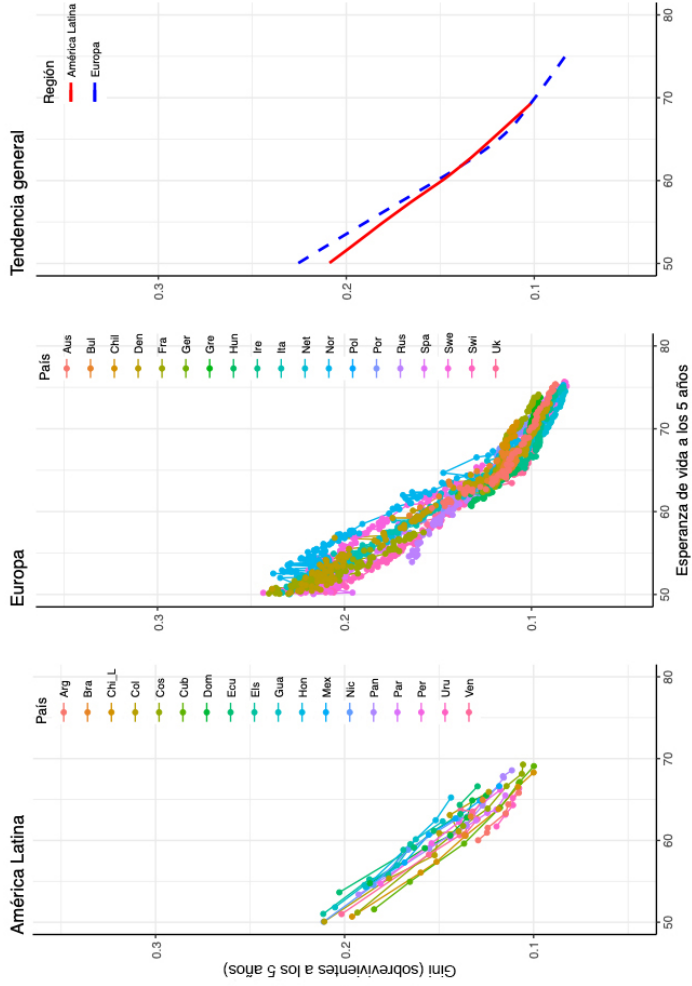 América Latina
Gini (sobrevivientes a los 5 años)
0.3
0.2
0.1
50
60
70
80
País
Arg
Bra
Chi_L
Col
Cos
Cub
Dom
Ecu
Els
Gua
Hon
Mex
Nic
Pan
Par
Per
Uru
Ven
Europa
0.3
0.2
0.1
50
60
70
80
Esperanza de vida a los 5 años
País
Aus
Bul
Chil
Den
Fra
Ger
Gre
Hun
Ire
Ita
Net
Nor
Pol
Por
Rus
Spa
Swe
Swi
Uk
Tendencia general
0.3
0.2
0.1
50
60
70
80
Región
América Latina
Europa